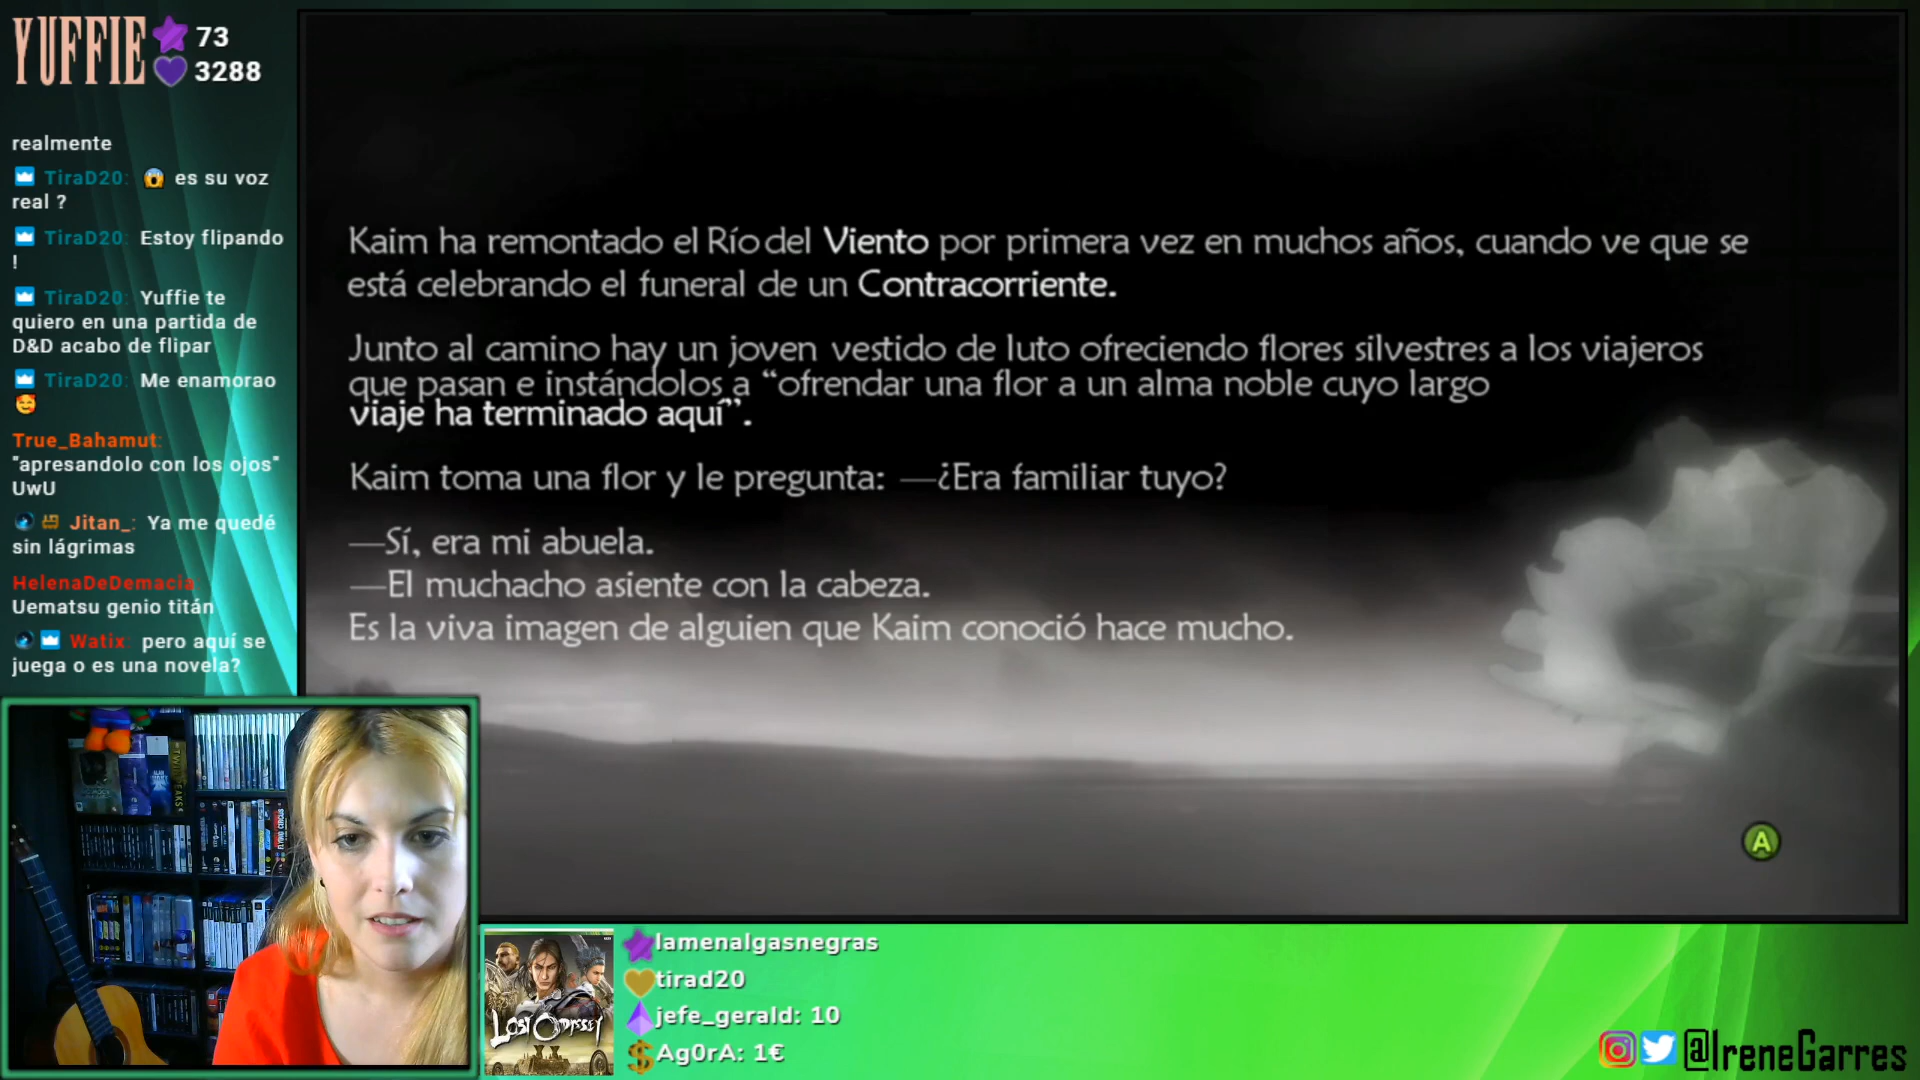 YUFFIE
73
3288
realmente
TiraD20: 😱 es su voz
real ?
TiraD20: Estoy flipando
!
TiraD20: Yuffie te
quiero en una partida de
D&D acabo de flipar
TiraD20: Me enamorao
🥰
True_Bahamut:
"apresandolo con los ojos"
UwU
Jitan_: Ya me quedé
sin lágrimas
HelenaDeDemacia:
Uematsu genio titán
Watix: pero aquí se
juega o es una novela?
Kaim ha remontado el Río del Viento por primera vez en muchos años, cuando ve que se
está celebrando el funeral de un Contracorriente.
Junto al camino hay un joven vestido de luto ofreciendo flores silvestres a los viajeros
que pasan e instándolos a “ofrendar una flor a un alma noble cuyo largo
viaje ha terminado aquí”.
Kaim toma una flor y le pregunta: —¿Era familiar tuyo?
—Sí, era mi abuela.
—El muchacho asiente con la cabeza.
Es la viva imagen de alguien que Kaim conoció hace mucho.
A
LOST ODYSSEY
lamenalgasnegras
tirad20
jefe_gerald: 10
Ag0rA: 1€
@IreneGarres